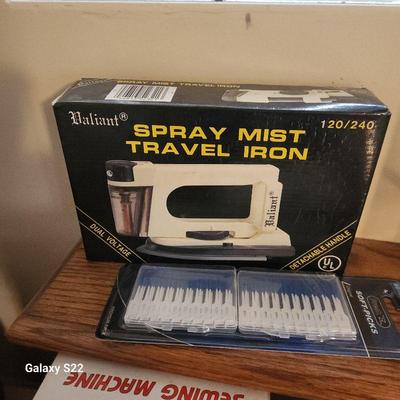 SPRAY MIST TRAVEL IRON
Valiant®
SPRAY MIST
TRAVEL IRON
120/240
Valiant®
DUAL VOLTAGE
DETACHABLE HANDLE
UL
SOFT-PICKS
Galaxy S22
SEWING MACHINE